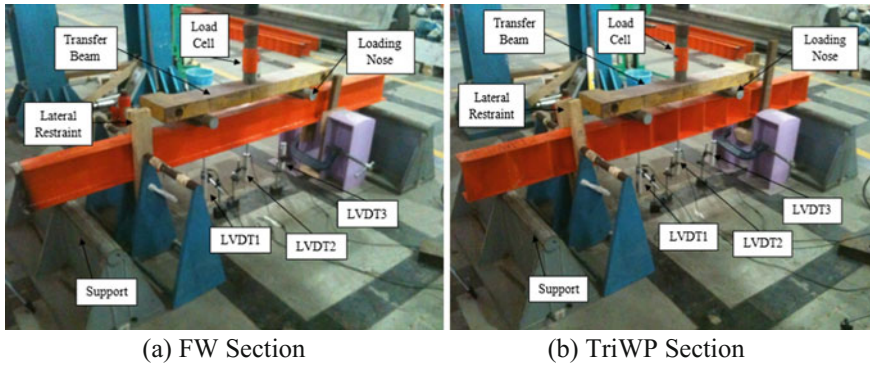 Transfer
Beam
Load
Cell
Loading
Nose
Lateral
Restraint
LVDT3
LVDT1
LVDT2
Support
Transfer
Beam
Load
Cell
Loading
Nose
Lateral
Restraint
LVDT3
LVDT1
LVDT2
Support
(a) FW Section
(b) TriWP Section